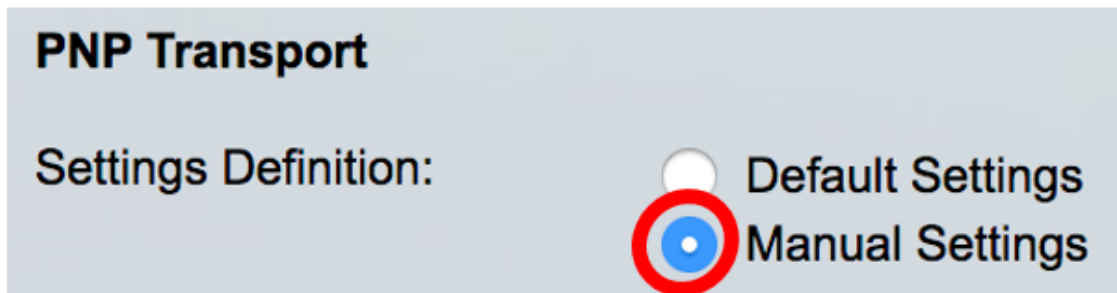 PNP Transport
Settings Definition:
Default Settings
Manual Settings